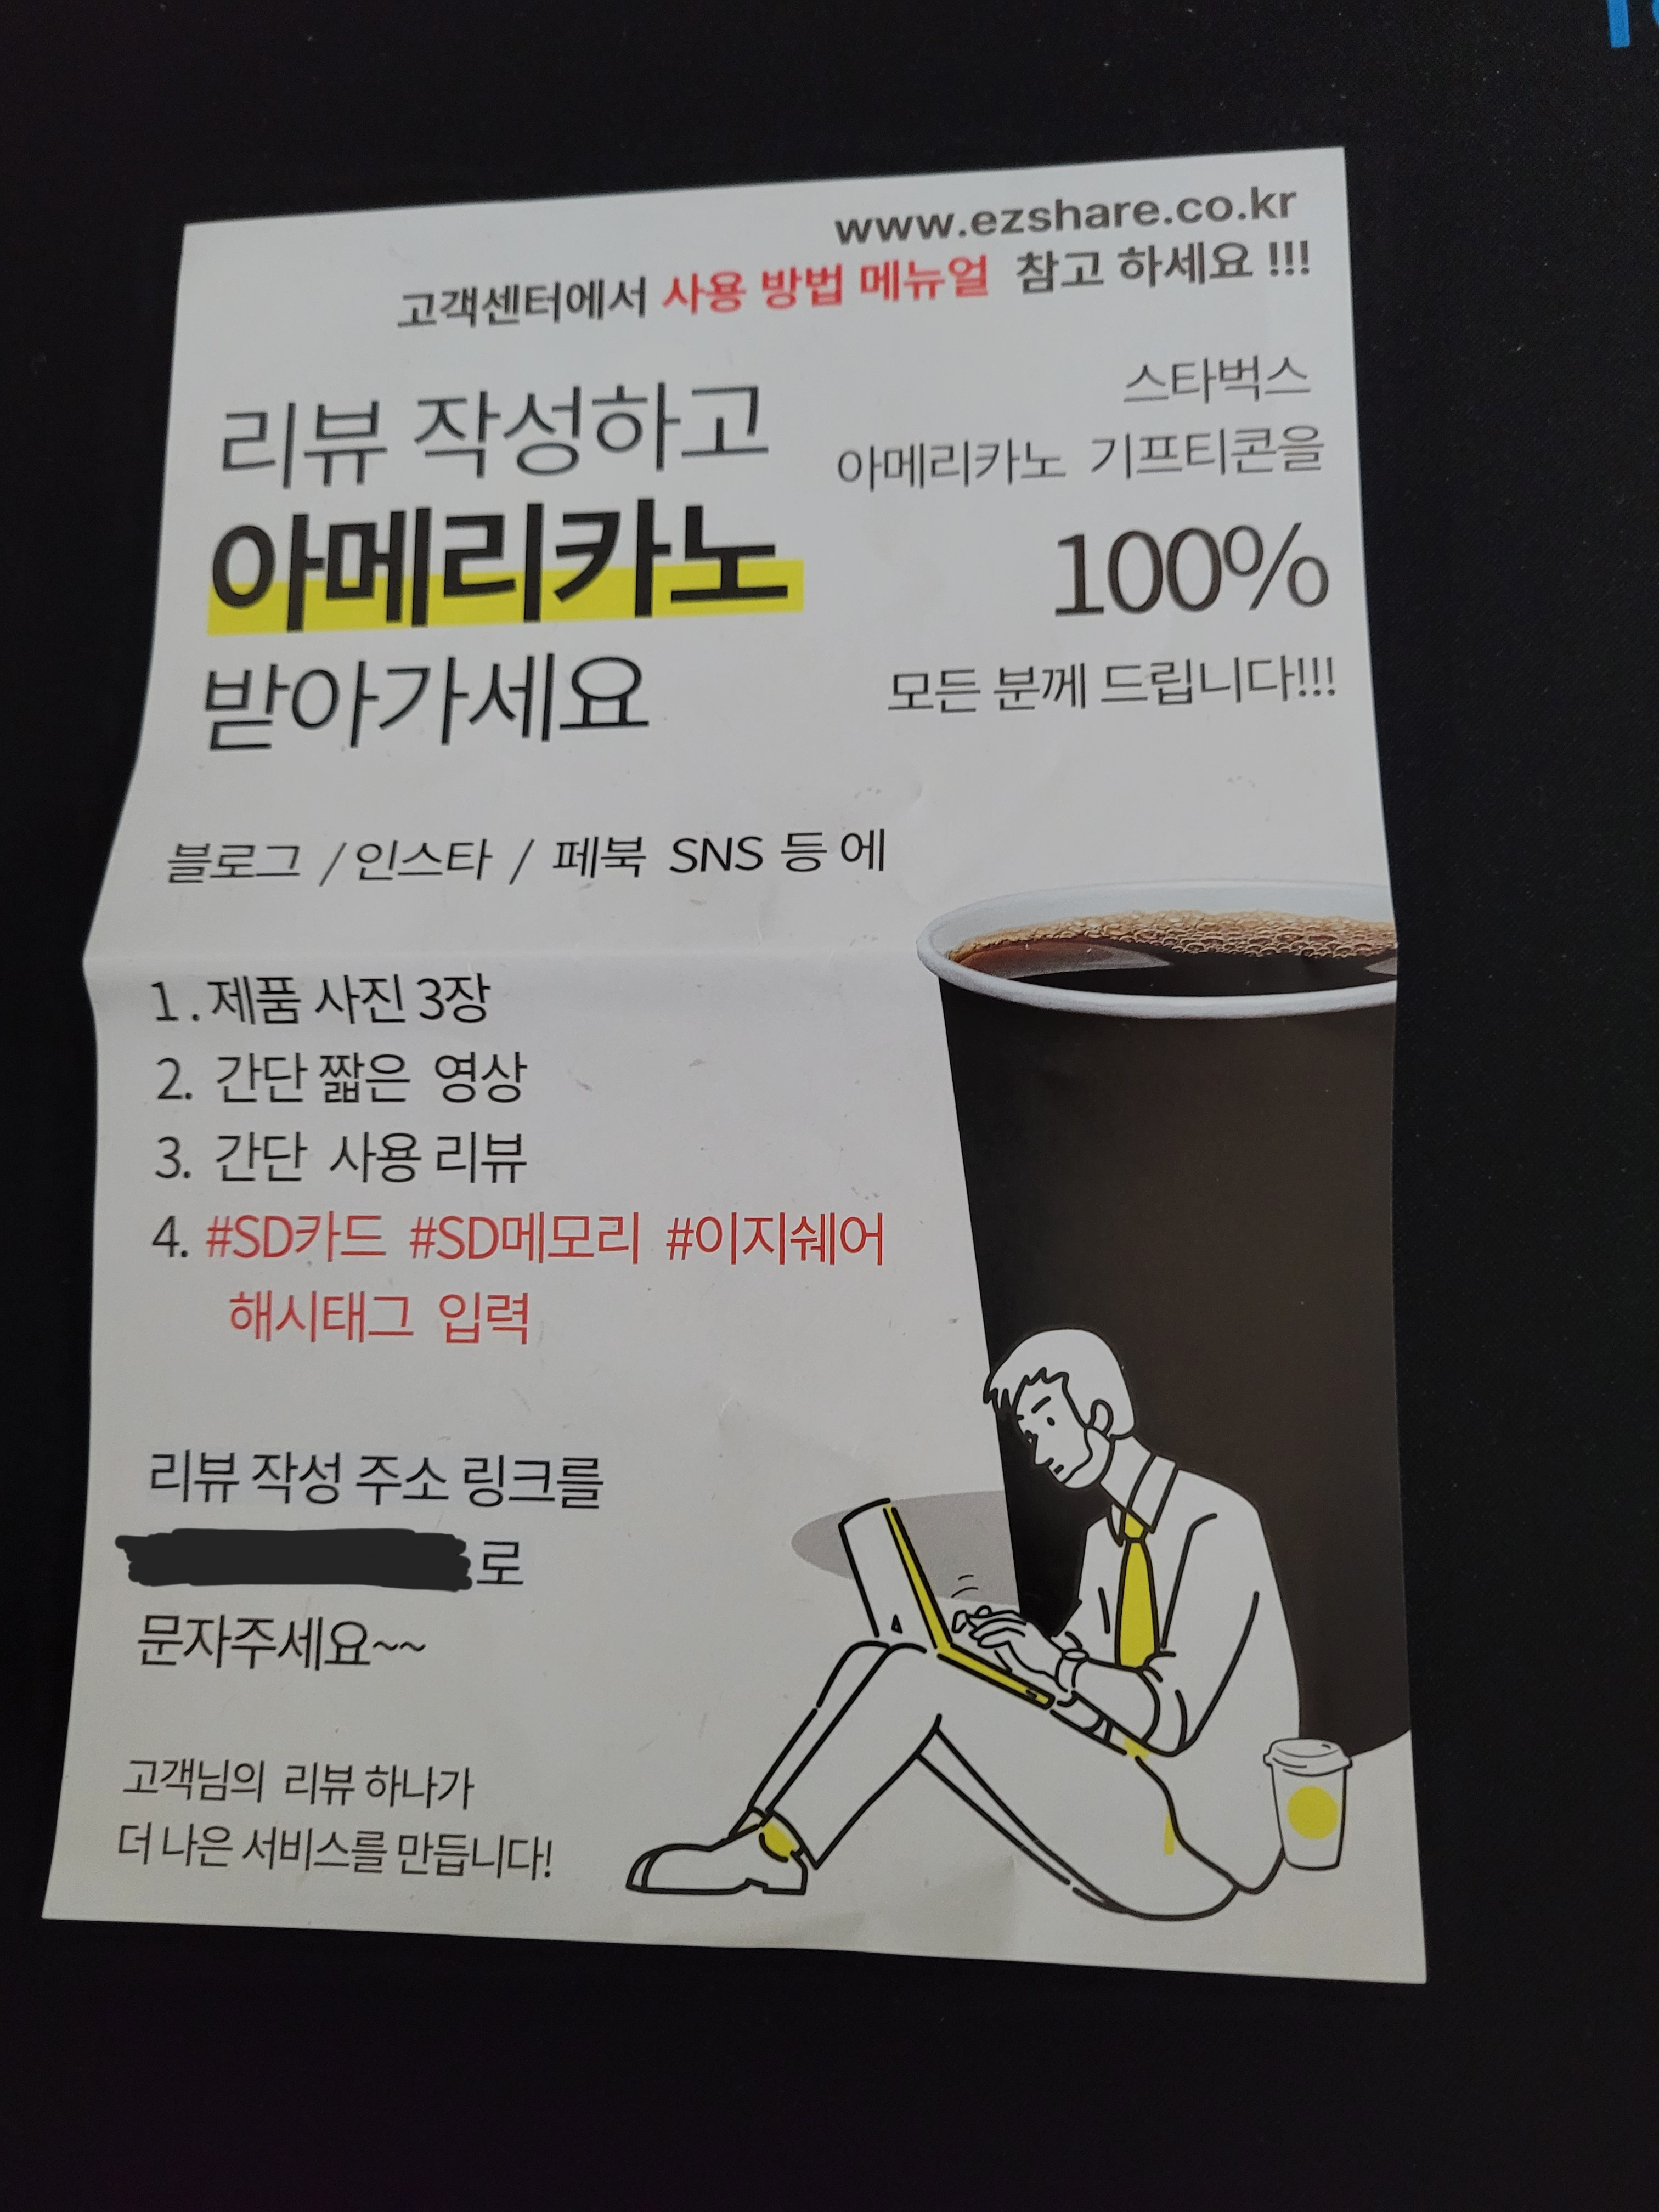 www.ezshare.co.kr
고객센터에서 사용 방법 메뉴얼 참고 하세요 !!!
리뷰 작성하고
아메리카노
받아가세요
스타벅스
아메리카노 기프티콘을
100%
모든 분께 드립니다!!!
블로그 / 인스타 / 페북 SNS 등 에
1. 제품 사진 3장
2. 간단 짧은 영상
3. 간단 사용 리뷰
4. #SD카드 #SD메모리 #이지쉐어
해시태그 입력
리뷰 작성 주소 링크를
로
문자주세요~~
고객님의 리뷰 하나가
더 나은 서비스를 만듭니다!